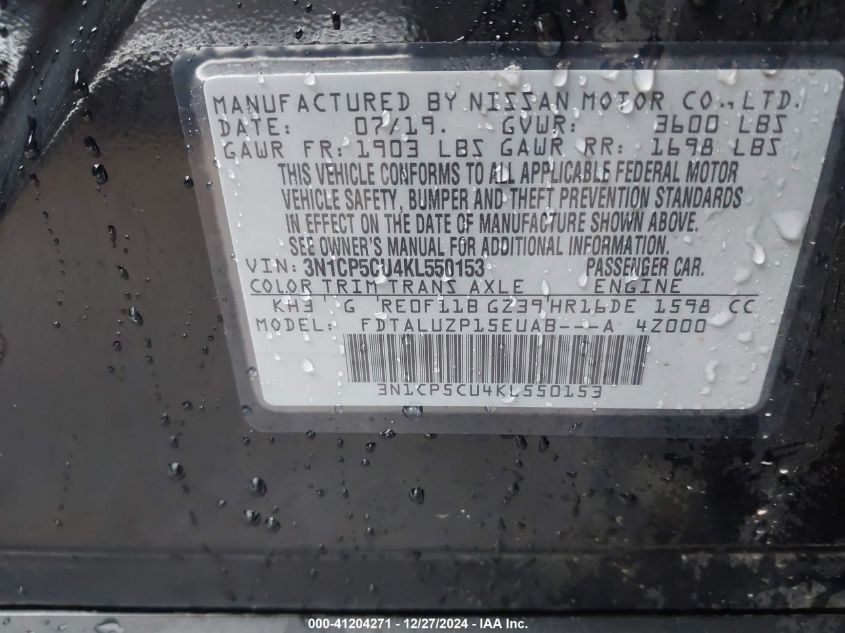 MANUFACTURED BY NISSAN MOTOR CO., LTD.
DATE: 07/19. GVWR: 3600 LBS
GAWR FR: 1903 LBS GAWR RR: 1698 LBS
THIS VEHICLE CONFORMS TO ALL APPLICABLE FEDERAL MOTOR
VEHICLE SAFETY, BUMPER AND THEFT PREVENTION STANDARDS
IN EFFECT ON THE DATE OF MANUFACTURE SHOWN ABOVE.
SEE OWNER'S MANUAL FOR ADDITIONAL INFORMATION.
VIN: 3N1CP5CU4KL550153 PASSENGER CAR.
COLOR TRIM TRANS AXLE ENGINE
KH3 G RE0F11B GZ39 HR16DE 1598 CC
MODEL: FDTALUZP15EUAB---A 4Z000
3N1CP5CU4KL550153
000-41204271 - 12/27/2024 - IAA Inc.